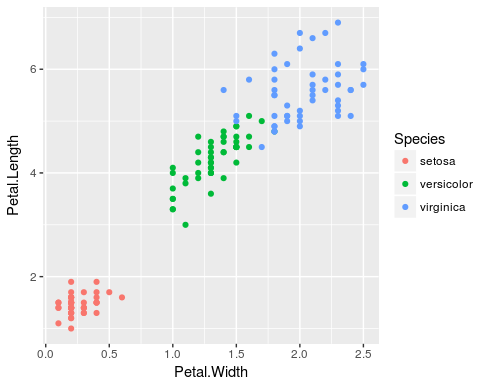 Petal.Length
6
4
2
0.0 0.5 1.0 1.5 2.0 2.5
Petal.Width
Species
setosa
versicolor
virginica